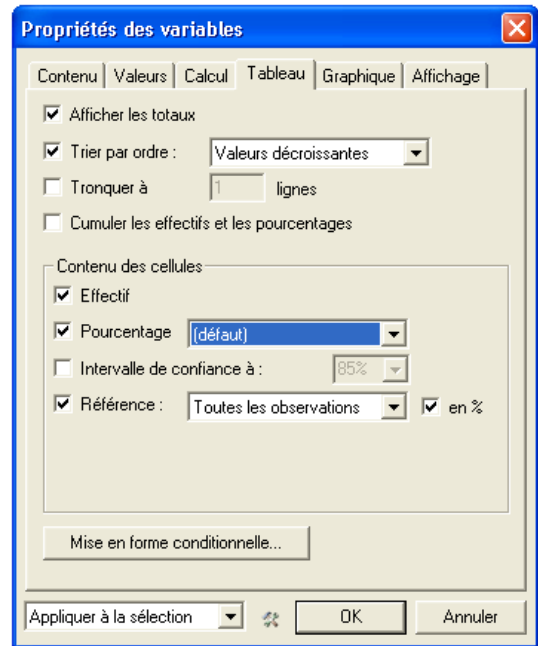 Propriétés des variables
Contenu Valeurs Calcul Tableau Graphique Affichage
Afficher les totaux
Trier par ordre : Valeurs décroissantes
Tronquer à 1 lignes
Cumuler les effectifs et les pourcentages
Contenu des cellules
Effectif
Pourcentage (défaut)
Intervalle de confiance à : 85%
Référence : Toutes les observations en %
Mise en forme conditionnelle...
Appliquer à la sélection OK Annuler